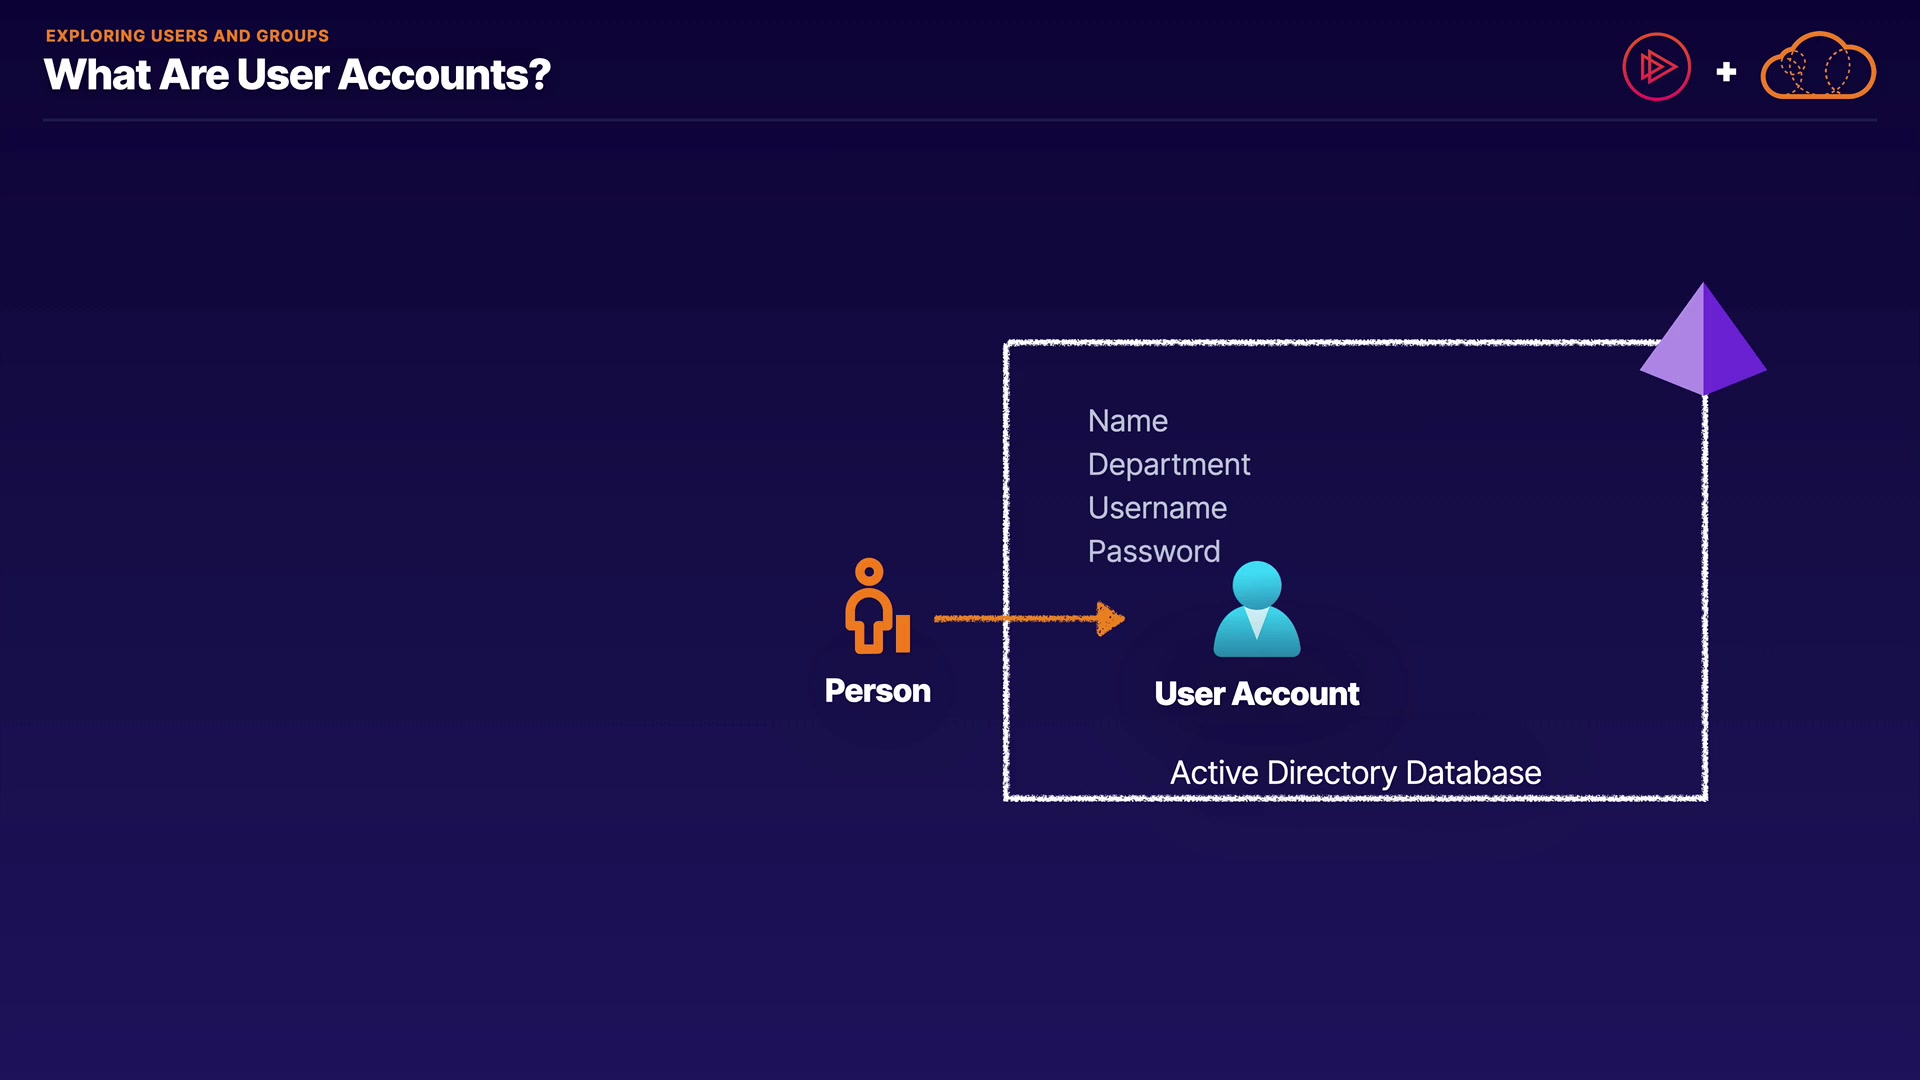 EXPLORING USERS AND GROUPS
What Are User Accounts?
Name
Department
Username
Password
Person
User Account
Active Directory Database